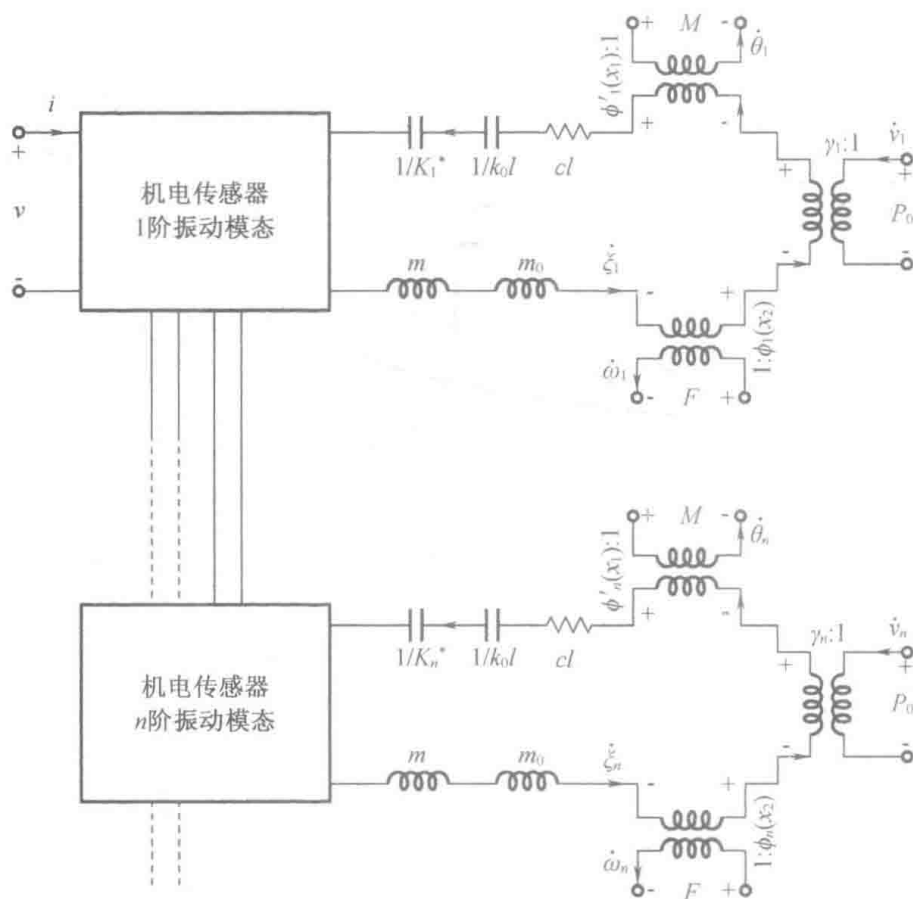 + M -
θ̇₁
φ'₁(x₁):1
i
+ -
γ₁:1
v̇₁
+
1/K₁*
1/k₀l
cl
+
+
机电传感器
1阶振动模态
v
P₀
-
-
-
m
m₀
ξ̇₁
- +
1:φ₁(x₂)
ω̇₁
- F +
+ M -
θ̇ₙ
φ'ₙ(x₁):1
+ -
γₙ:1
v̇ₙ
+
1/Kₙ*
1/k₀l
cl
+
机电传感器
n阶振动模态
P₀
-
-
m
m₀
ξ̇ₙ
- +
1:φₙ(x₂)
ω̇ₙ
- F +